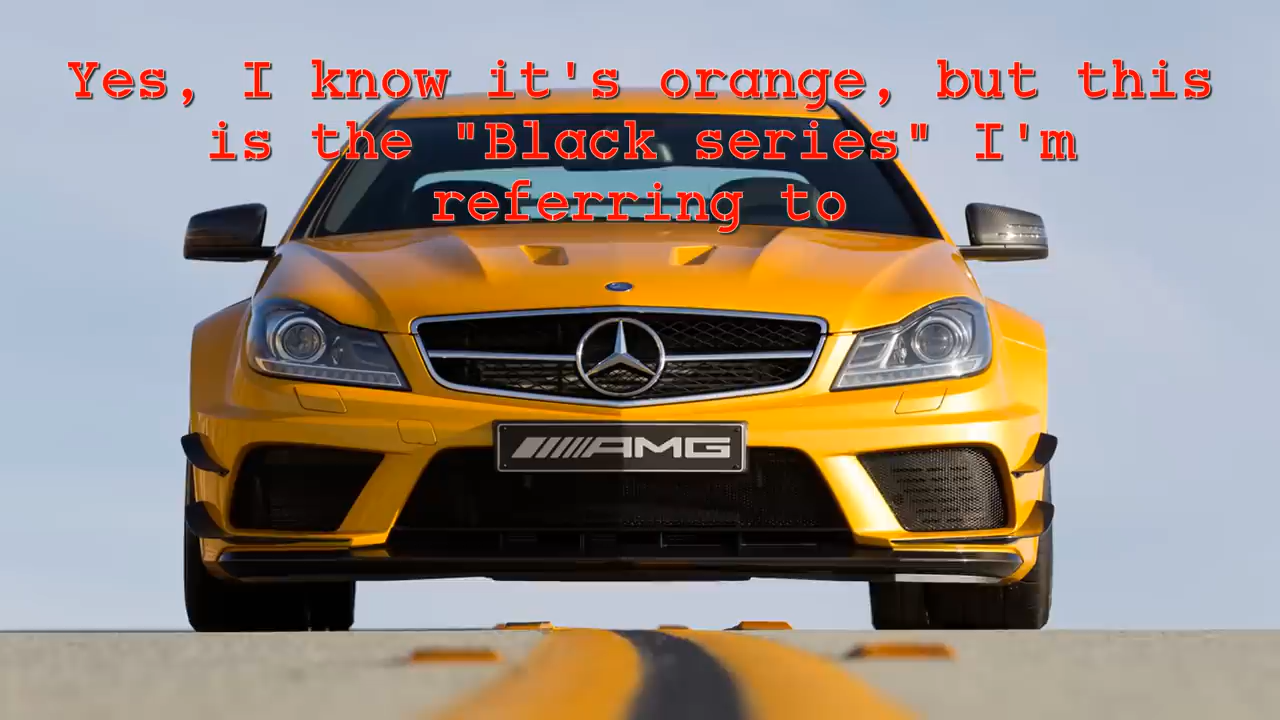 Yes, I know it's orange, but this
is the "Black series" I'm
referring to
AMG